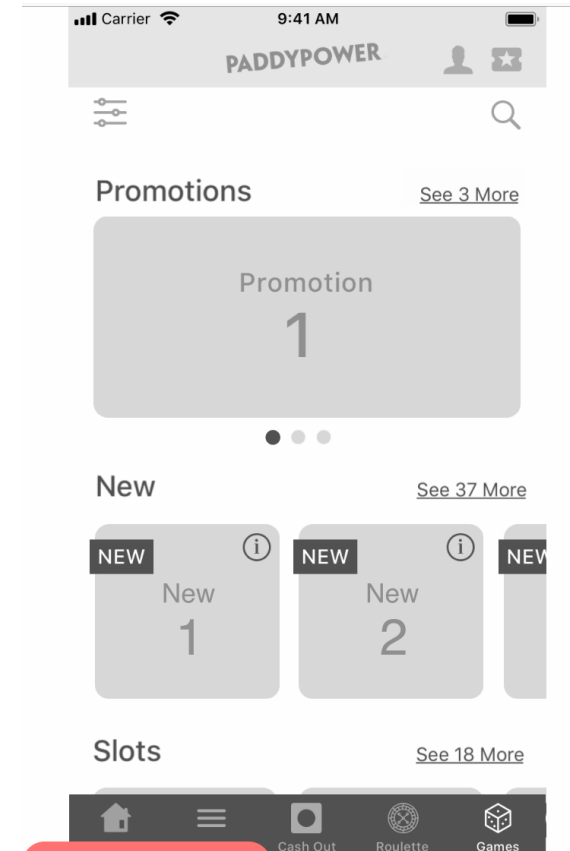 Carrier 9:41 AM
PADDYPOWER
Promotions See 3 More
Promotion
1
New See 37 More
NEW NEW NEW
New New
1 2
Slots See 18 More
Cash Out Roulette Games